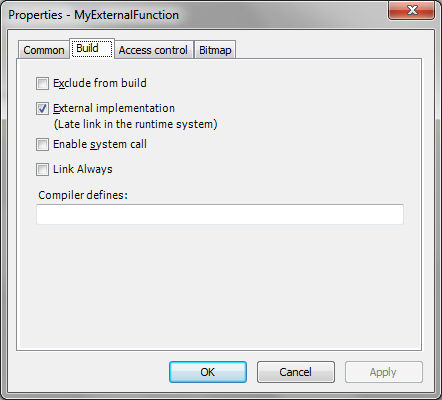 Properties - MyExternalFunction
Common Build Access control Bitmap
Exclude from build
External implementation
(Late link in the runtime system)
Enable system call
Link Always
Compiler defines:
OK Cancel Apply